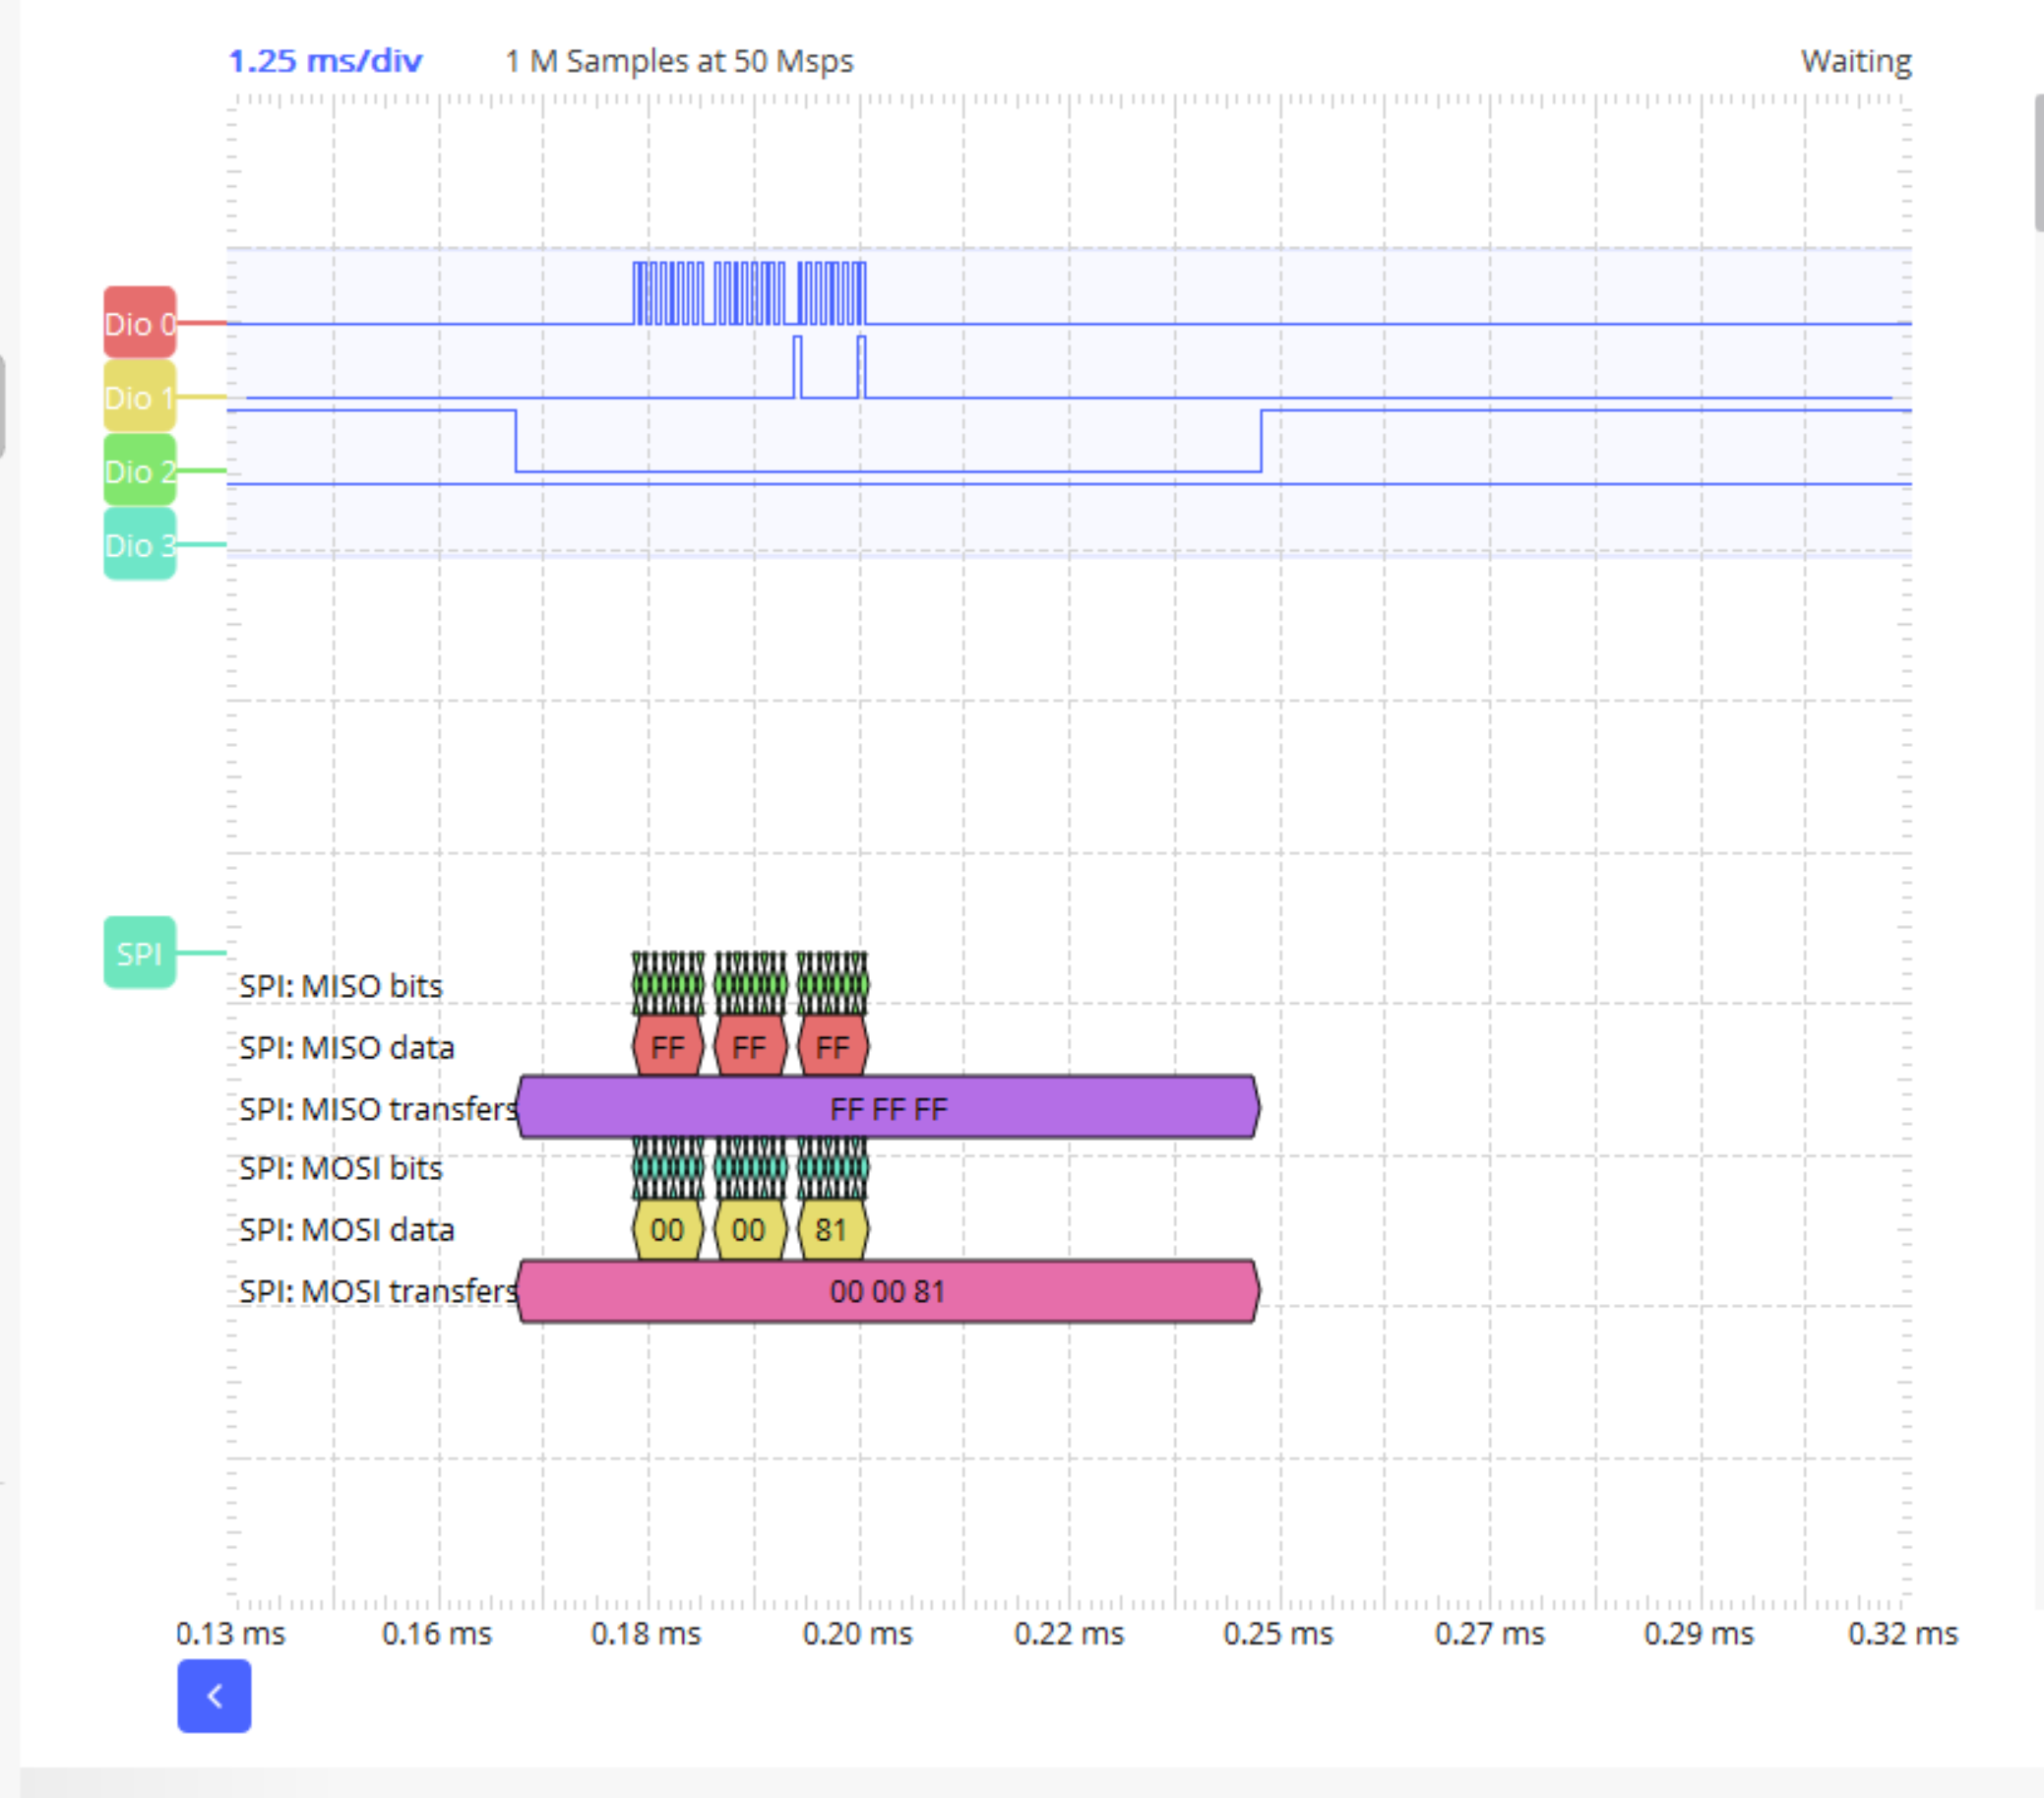 1.25 ms/div 1 M Samples at 50 Msps Waiting
Dio 0
Dio 1
Dio 2
Dio 3
SPI
SPI: MISO bits
SPI: MISO data FF FF FF
SPI: MISO transfers FF FF FF
SPI: MOSI bits
SPI: MOSI data 00 00 81
SPI: MOSI transfers 00 00 81
0.13 ms 0.16 ms 0.18 ms 0.20 ms 0.22 ms 0.25 ms 0.27 ms 0.29 ms 0.32 ms